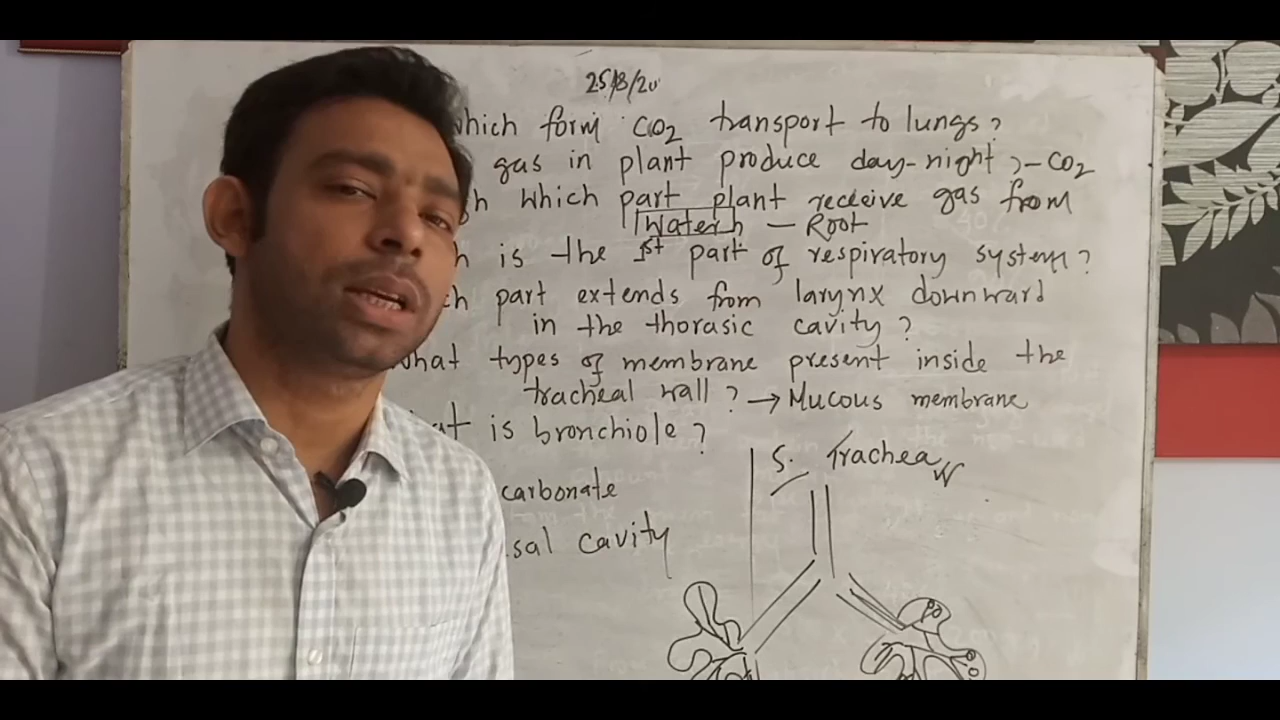 25/8/20
which form CO2 transport to lungs?
gas in plant produce day-night ?-CO2
h which part plant receive gas from
water - Root
is the 1st part of respiratory system?
ch part extends from larynx downward
in the thorasic cavity?
what types of membrane present inside the
tracheal wall? → Mucous membrane
at is bronchiole?
5. Trachea
carbonate
sal cavity